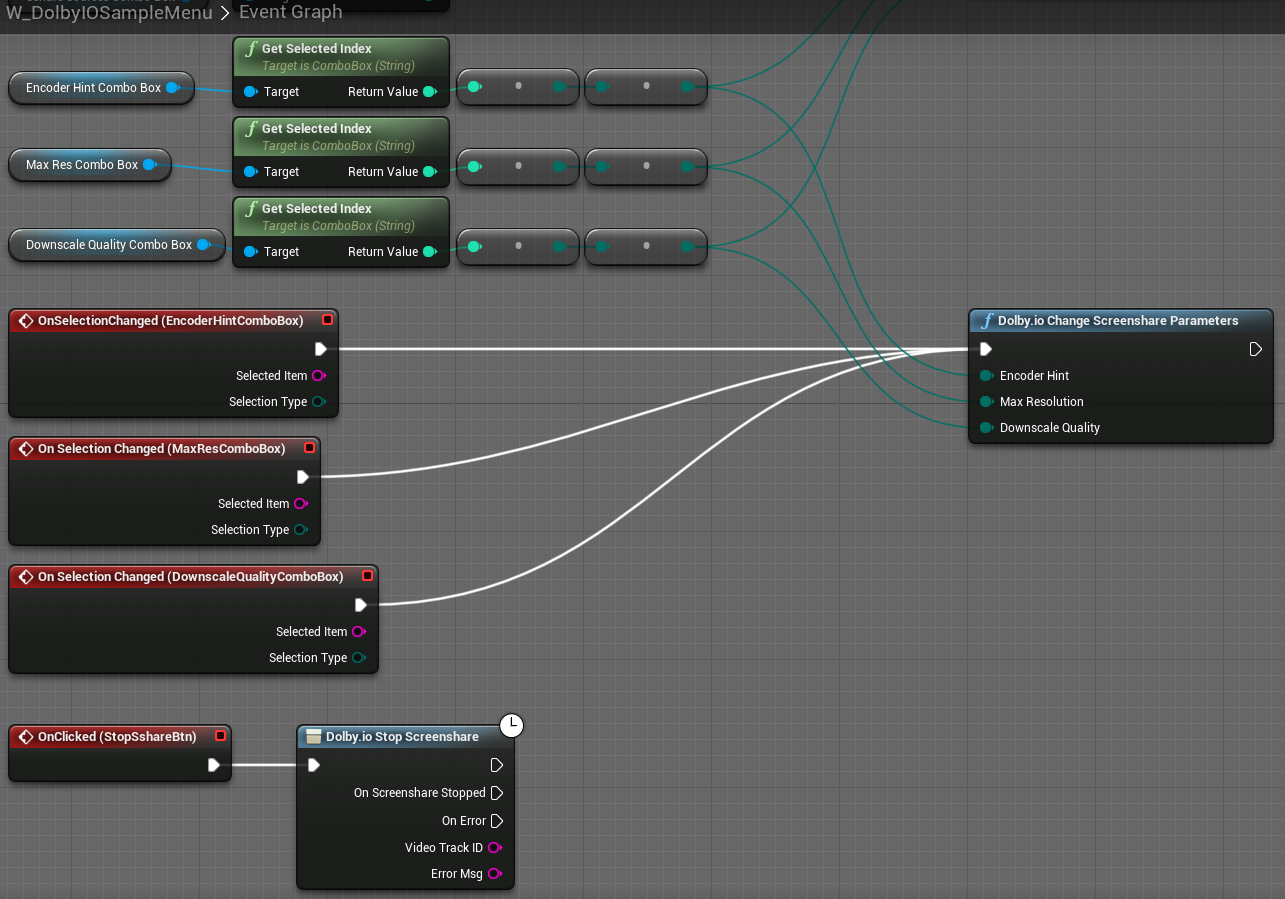 W_DolbyIOSampleMenu > Event Graph
Get Selected Index
Target is ComboBox (String)
Encoder Hint Combo Box
Target
Return Value
Get Selected Index
Target is ComboBox (String)
Max Res Combo Box
Target
Return Value
Get Selected Index
Target is ComboBox (String)
Downscale Quality Combo Box
Target
Return Value
OnSelectionChanged (EncoderHintComboBox)
Selected Item
Selection Type
Dolby.io Change Screenshare Parameters
Encoder Hint
Max Resolution
Downscale Quality
On Selection Changed (MaxResComboBox)
Selected Item
Selection Type
On Selection Changed (DownscaleQualityComboBox)
Selected Item
Selection Type
OnClicked (StopSshareBtn)
Dolby.io Stop Screenshare
On Screenshare Stopped
On Error
Video Track ID
Error Msg